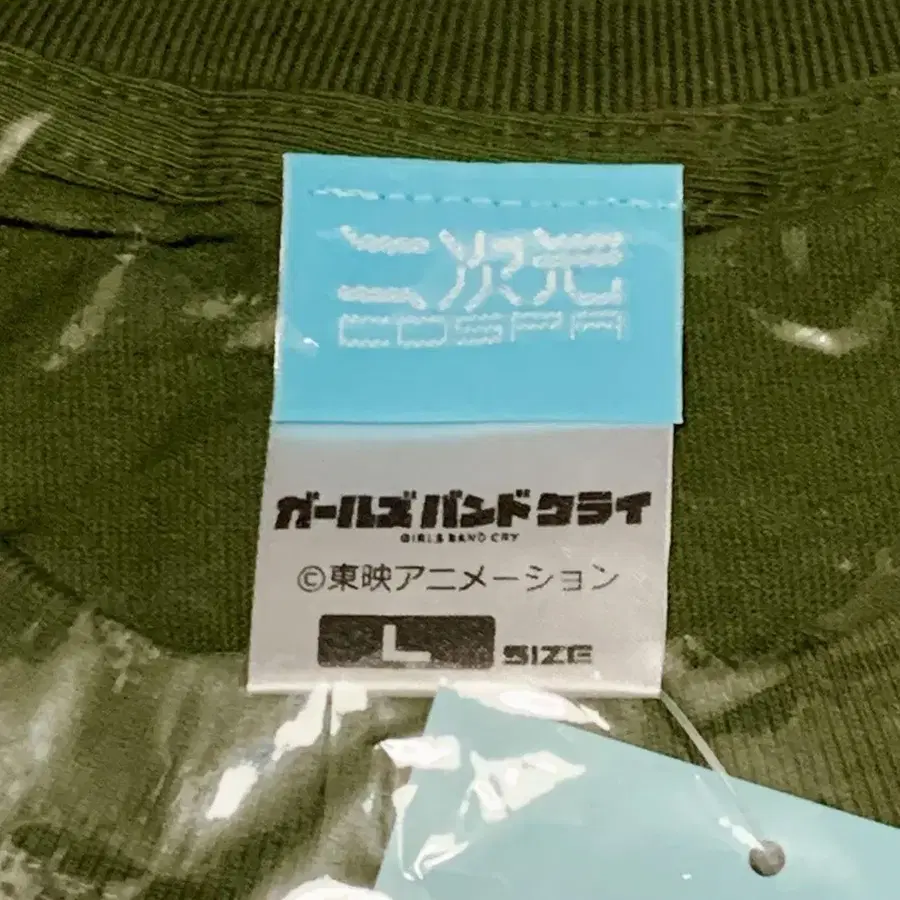 二次元
COSPA
ガールズバンドクライ
GIRLS BAND CRY
©東映アニメーション
L SIZE